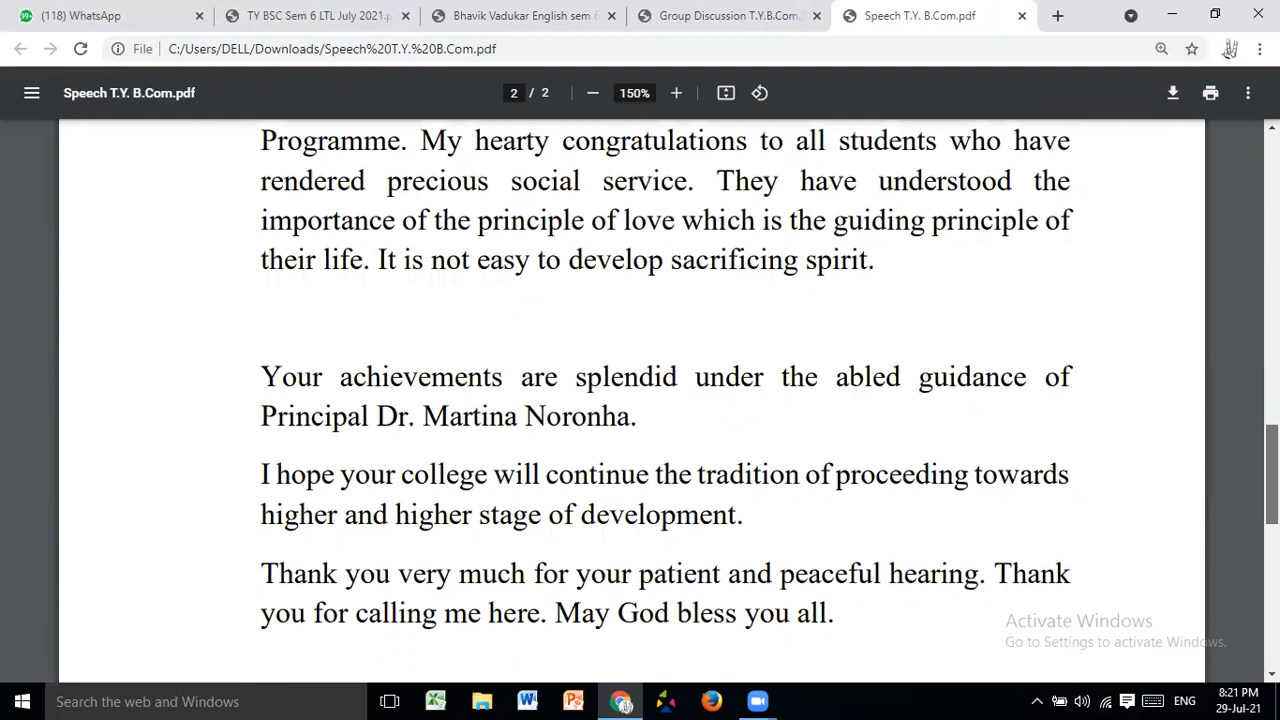 (118) WhatsApp
TY BSC Sem 6 LTL July 2021.p
Bhavik Vadukar English sem 6
Group Discussion T.Y.B.Com.
Speech T.Y. B.Com.pdf
File C:/Users/DELL/Downloads/Speech%20T.Y.%20B.Com.pdf
Speech T.Y. B.Com.pdf
2 / 2
150%
Programme. My hearty congratulations to all students who have
rendered precious social service. They have understood the
importance of the principle of love which is the guiding principle of
their life. It is not easy to develop sacrificing spirit.
Your achievements are splendid under the abled guidance of
Principal Dr. Martina Noronha.
I hope your college will continue the tradition of proceeding towards
higher and higher stage of development.
Thank you very much for your patient and peaceful hearing. Thank
you for calling me here. May God bless you all.
Activate Windows
Go to Settings to activate Windows.
Search the web and Windows
ENG
8:21 PM
29-Jul-21